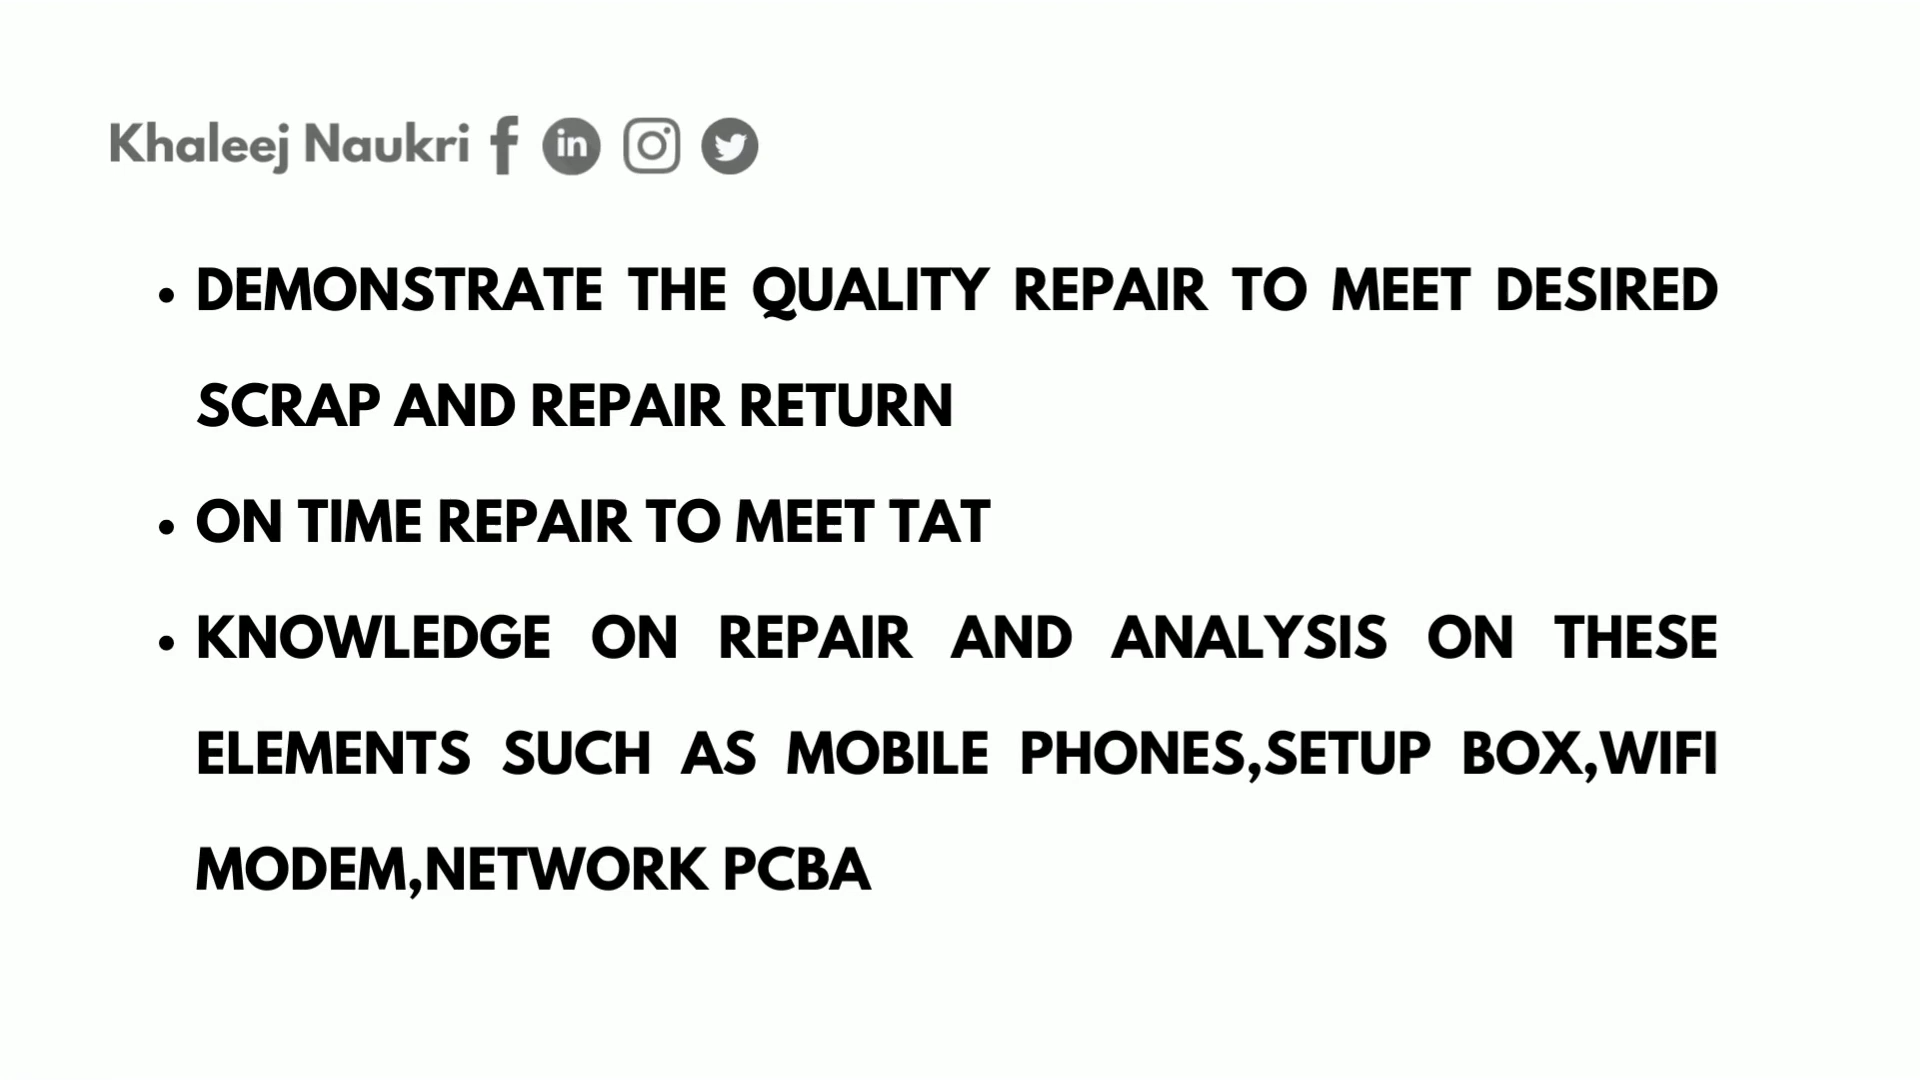 Khaleej Naukri
• DEMONSTRATE THE QUALITY REPAIR TO MEET DESIRED
SCRAP AND REPAIR RETURN
• ON TIME REPAIR TO MEET TAT
• KNOWLEDGE ON REPAIR AND ANALYSIS ON THESE
ELEMENTS SUCH AS MOBILE PHONES,SETUP BOX,WIFI
MODEM,NETWORK PCBA